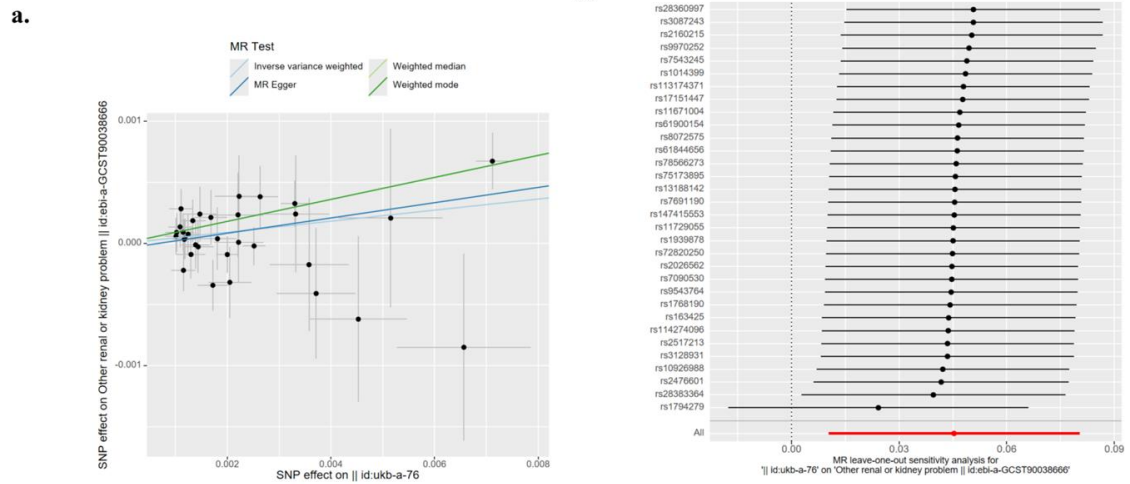 a.
MR Test
Inverse variance weighted
Weighted median
MR Egger
Weighted mode
SNP effect on Other renal or kidney problem || id:ebi-a-GCST90038666
0.001
0.000
-0.001
0.002
0.004
0.006
0.008
SNP effect on || id:ukb-a-76
rs28360997
rs3087243
rs2160215
rs9970252
rs7543245
rs1014399
rs113174371
rs17151447
rs11671004
rs61900154
rs8072575
rs61844656
rs78566273
rs75173895
rs13188142
rs7691190
rs147415553
rs11729055
rs1939878
rs72820250
rs2026562
rs7090530
rs9543764
rs1768190
rs163425
rs114274096
rs2517213
rs3128931
rs10926988
rs2476601
rs28383364
rs1794279
All
0.00
0.03
0.06
0.09
MR leave-one-out sensitivity analysis for
'|| id:ukb-a-76' on 'Other renal or kidney problem || id:ebi-a-GCST90038666'